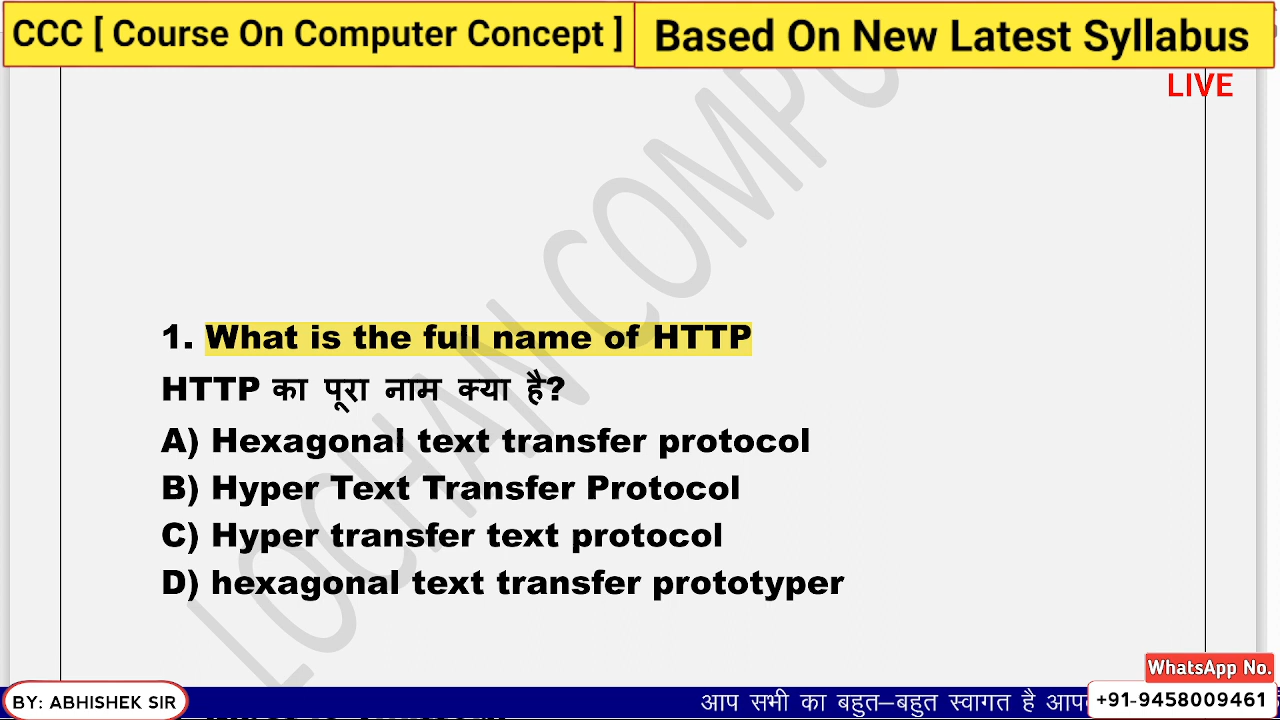 CCC [ Course On Computer Concept ]
Based On New Latest Syllabus
LIVE
LOCHAN COMPU
1. What is the full name of HTTP
HTTP का पूरा नाम क्या है?
A) Hexagonal text transfer protocol
B) Hyper Text Transfer Protocol
C) Hyper transfer text protocol
D) hexagonal text transfer prototyper
WhatsApp No.
BY: ABHISHEK SIR
आप सभी का बहुत–बहुत स्वागत है
+91-9458009461